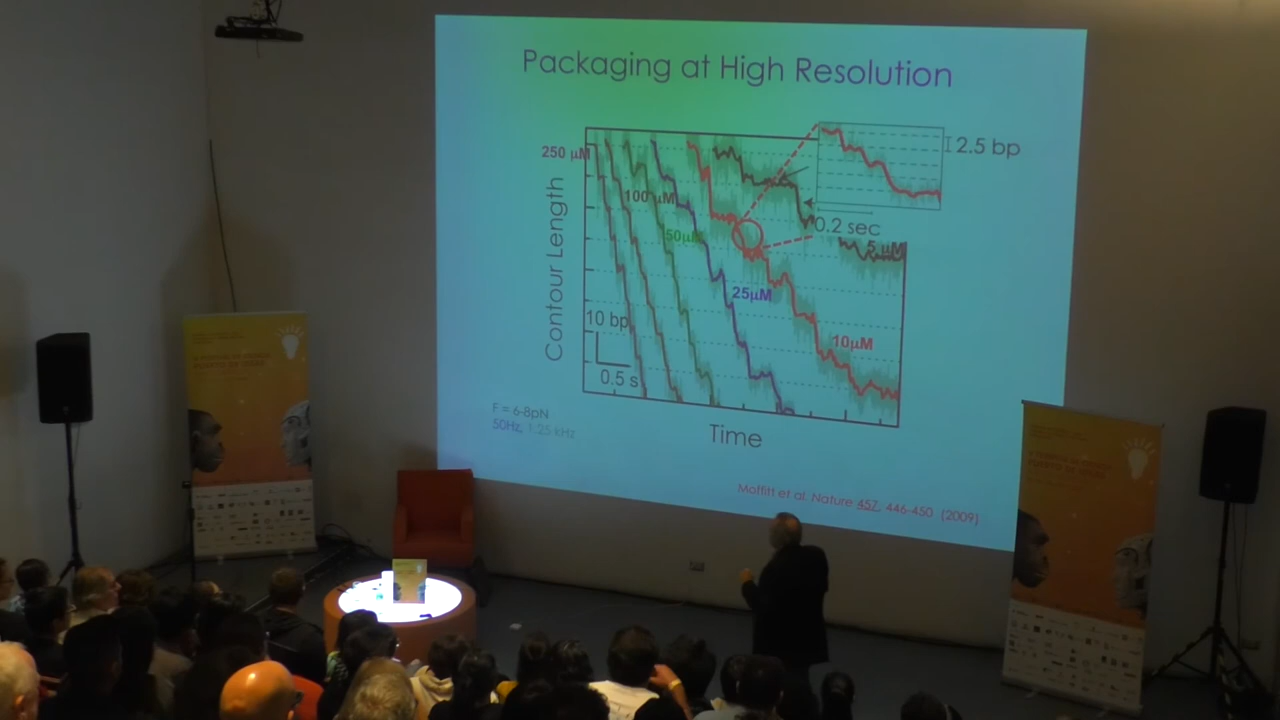 Packaging at High Resolution
250 μM
100 μM
50μM
25μM
10μM
5 μM
2.5 bp
0.2 sec
Contour Length
10 bp
0.5 s
Time
F = 6-8pN
50Hz, 1.25 kHz
Moffitt et al. Nature 457, 446-450 (2009)